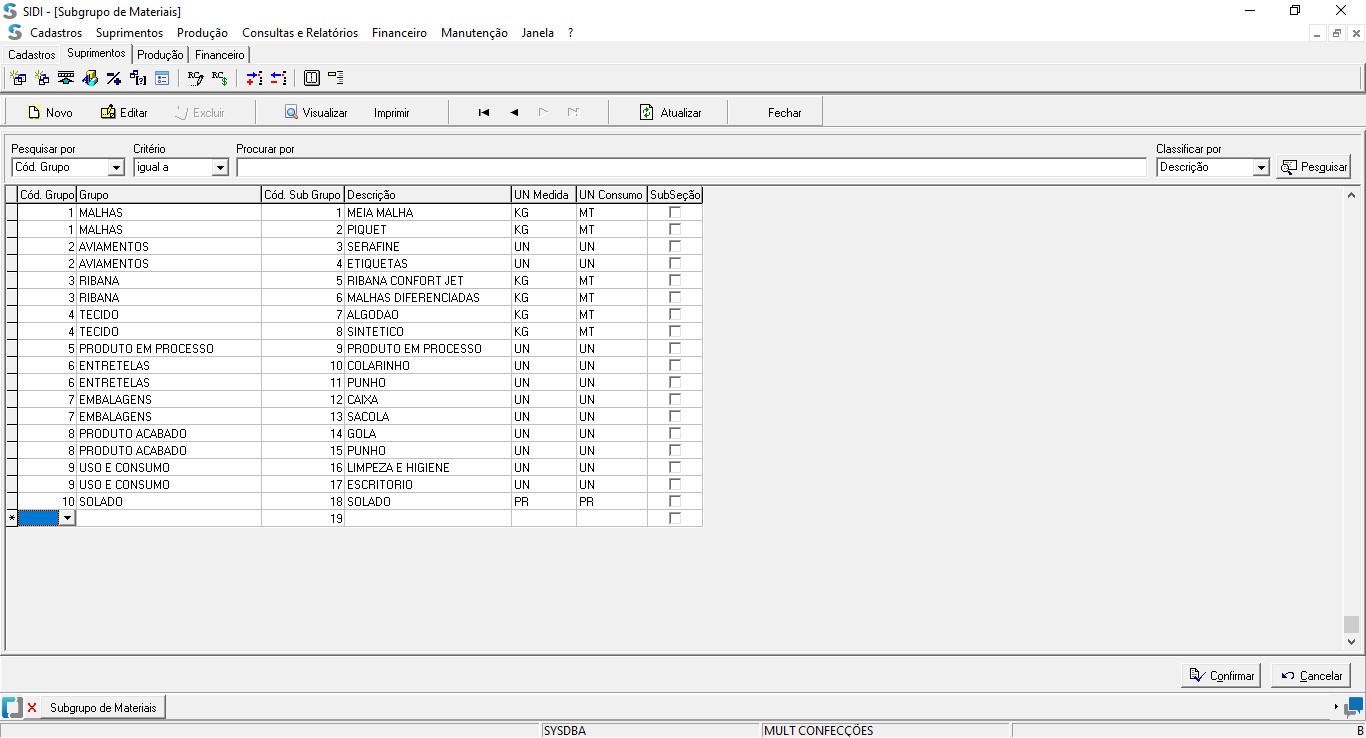 SIDI - [Subgrupo de Materiais]
Cadastros Suprimentos Produção Consultas e Relatórios Financeiro Manutenção Janela ?
Cadastros Suprimentos Produção Financeiro
Novo Editar Excluir Visualizar Imprimir Atualizar Fechar
Pesquisar por Critério Procurar por Classificar por
Cód. Grupo igual a Descrição Pesquisar
Cód. Grupo Grupo Cód. Sub Grupo Descrição UN Medida UN Consumo SubSeção
1 MALHAS 1 MEIA MALHA KG MT
1 MALHAS 2 PIQUET KG MT
2 AVIAMENTOS 3 SERAFINE UN UN
2 AVIAMENTOS 4 ETIQUETAS UN UN
3 RIBANA 5 RIBANA CONFORT JET KG MT
3 RIBANA 6 MALHAS DIFERENCIADAS KG MT
4 TECIDO 7 ALGODAO KG MT
4 TECIDO 8 SINTETICO KG MT
5 PRODUTO EM PROCESSO 9 PRODUTO EM PROCESSO UN UN
6 ENTRETELAS 10 COLARINHO UN UN
6 ENTRETELAS 11 PUNHO UN UN
7 EMBALAGENS 12 CAIXA UN UN
7 EMBALAGENS 13 SACOLA UN UN
8 PRODUTO ACABADO 14 GOLA UN UN
8 PRODUTO ACABADO 15 PUNHO UN UN
9 USO E CONSUMO 16 LIMPEZA E HIGIENE UN UN
9 USO E CONSUMO 17 ESCRITORIO UN UN
10 SOLADO 18 SOLADO PR PR
* 19
Confirmar Cancelar
Subgrupo de Materiais
SYSDBA MULT CONFECÇÕES B